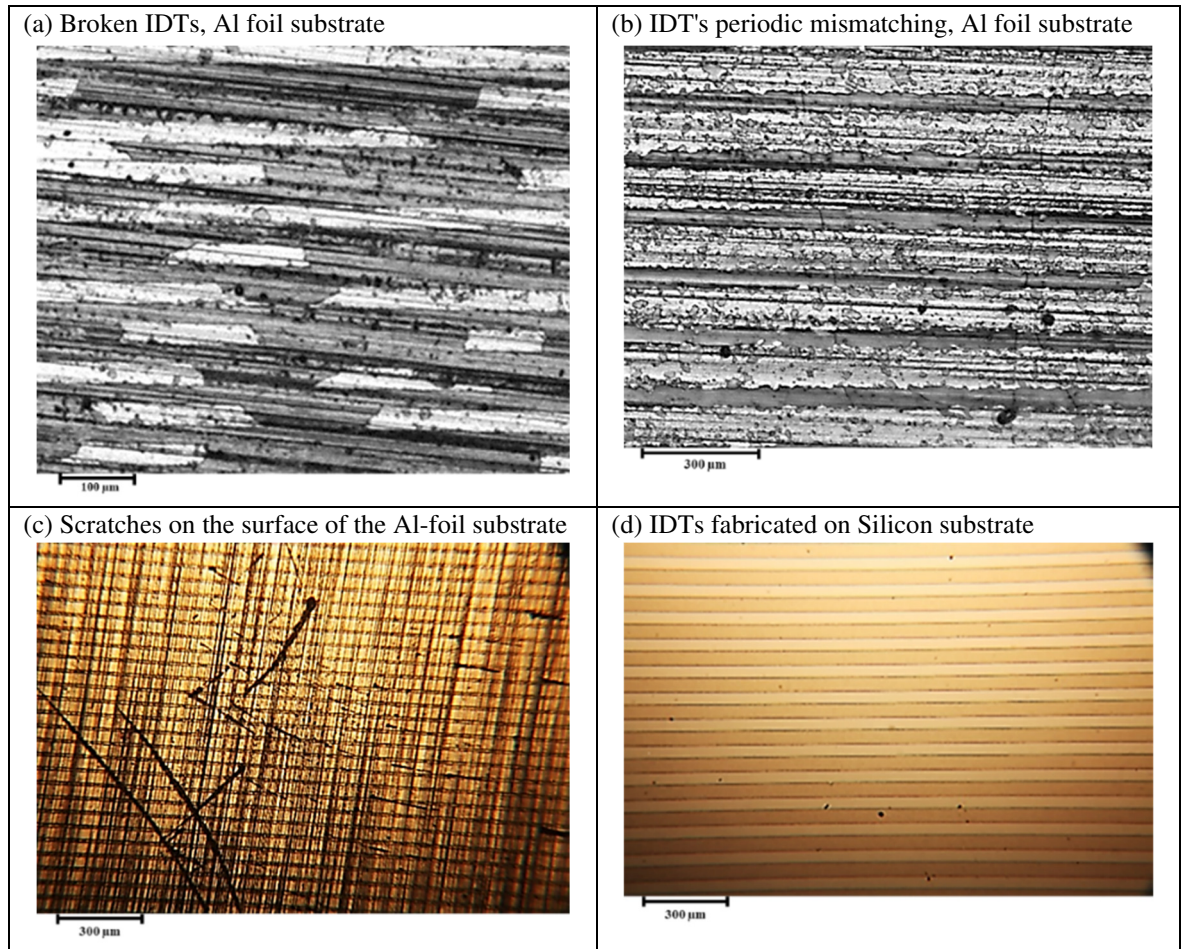 (a) Broken IDTs, Al foil substrate
100 µm
(b) IDT's periodic mismatching, Al foil substrate
300 µm
(c) Scratches on the surface of the Al-foil substrate
300 µm
(d) IDTs fabricated on Silicon substrate
300 µm